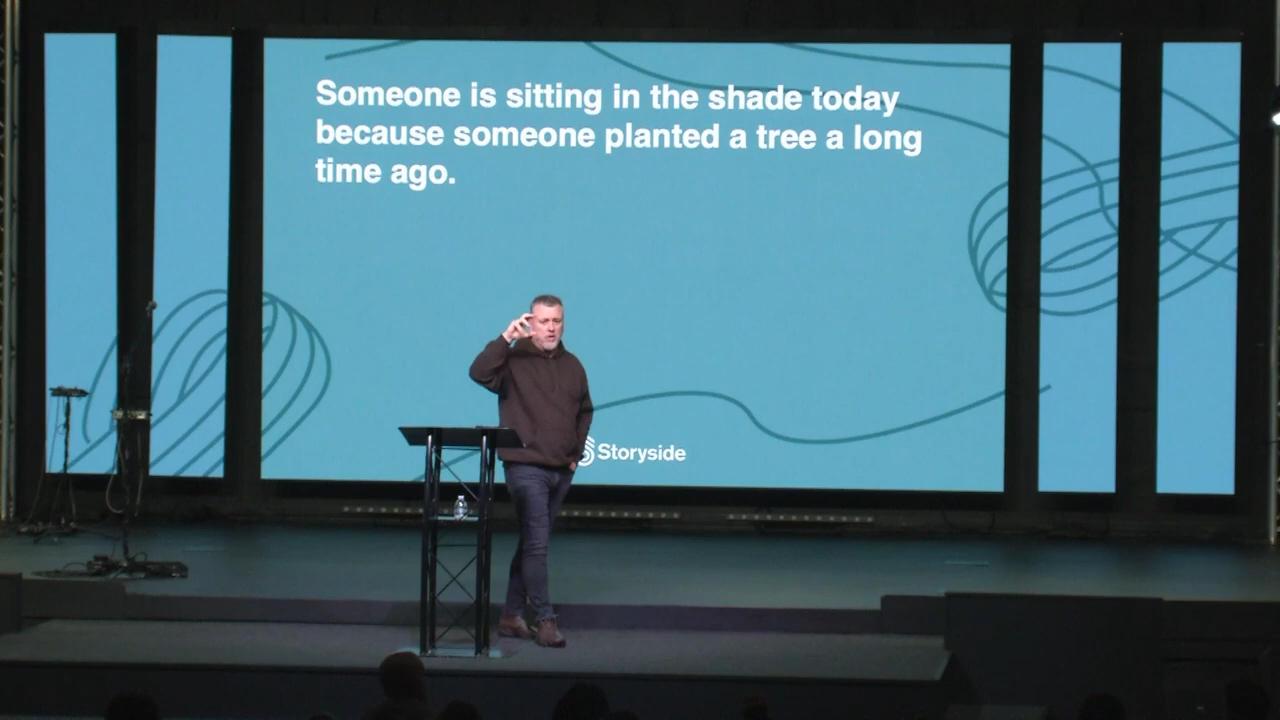 Someone is sitting in the shade today
because someone planted a tree a long
time ago.
Storyside